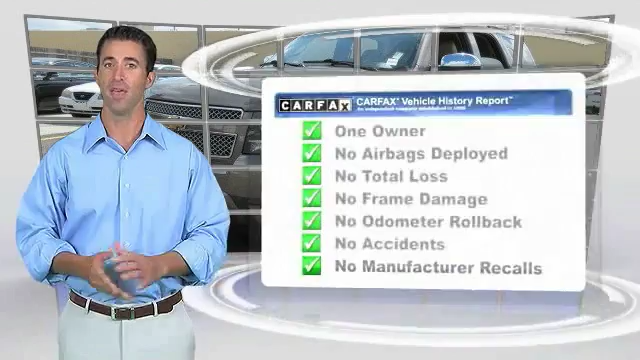 CARFAX CARFAX Vehicle History Report™
One Owner
No Airbags Deployed
No Total Loss
No Frame Damage
No Odometer Rollback
No Accidents
No Manufacturer Recalls